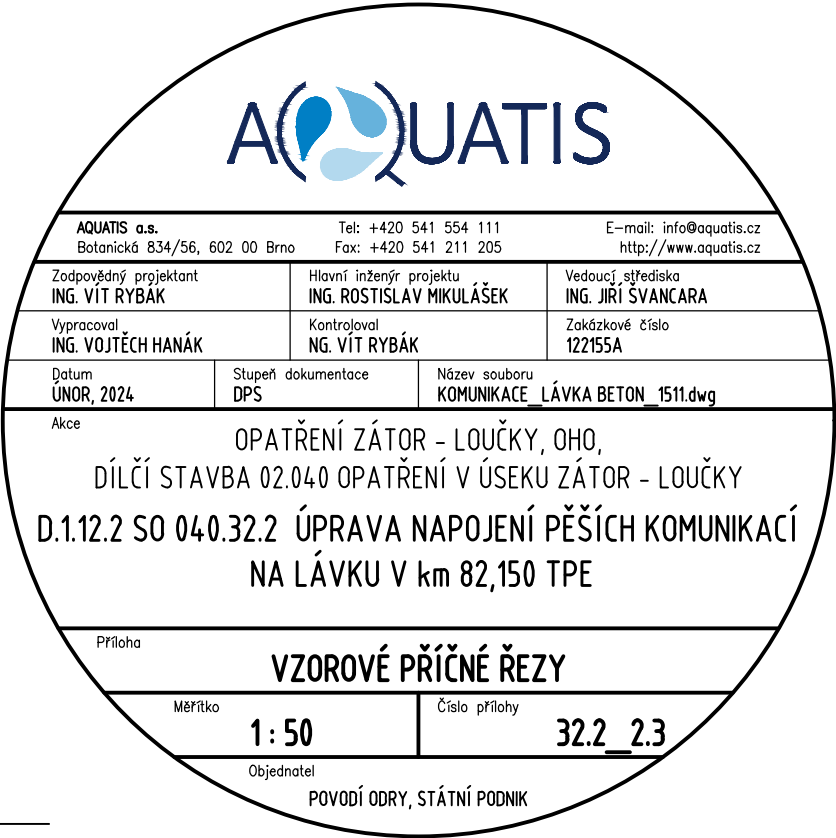 AQUATIS
AQUATIS a.s. Tel: +420 541 554 111 E-mail: info@aquatis.cz
Botanická 834/56, 602 00 Brno Fax: +420 541 211 205 http://www.aquatis.cz
Zodpovědný projektant Hlavní inženýr projektu Vedoucí střediska
ING. VÍT RYBÁK ING. ROSTISLAV MIKULÁŠEK ING. JIŘÍ ŠVANCARA
Vypracoval Kontroloval Zakázkové číslo
ING. VOJTĚCH HANÁK NG. VÍT RYBÁK 122155A
Datum Stupeň dokumentace Název souboru
ÚNOR, 2024 DPS KOMUNIKACE_LÁVKA BETON_1511.dwg
Akce
OPATŘENÍ ZÁTOR - LOUČKY, OHO,
DÍLČÍ STAVBA 02.040 OPATŘENÍ V ÚSEKU ZÁTOR - LOUČKY
D.1.12.2 SO 040.32.2 ÚPRAVA NAPOJENÍ PĚŠÍCH KOMUNIKACÍ
NA LÁVKU V km 82,150 TPE
Příloha
VZOROVÉ PŘÍČNÉ ŘEZY
Měřítko Číslo přílohy
1 : 50 32.2_2.3
Objednatel
POVODÍ ODRY, STÁTNÍ PODNIK